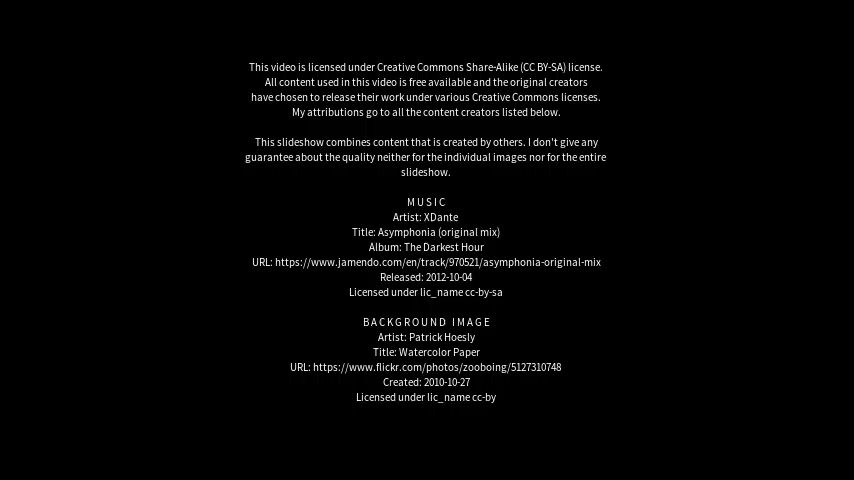 This video is licensed under Creative Commons Share-Alike (CC BY-SA) license.
All content used in this video is free available and the original creators
have chosen to release their work under various Creative Commons licenses.
My attributions go to all the content creators listed below.
This slideshow combines content that is created by others. I don't give any
guarantee about the quality neither for the individual images nor for the entire
slideshow.
MUSIC
Artist: XDante
Title: Asymphonia (original mix)
Album: The Darkest Hour
URL: https://www.jamendo.com/en/track/970521/asymphonia-original-mix
Released: 2012-10-04
Licensed under lic_name cc-by-sa
BACKGROUND IMAGE
Artist: Patrick Hoesly
Title: Watercolor Paper
URL: https://www.flickr.com/photos/zooboing/5127310748
Created: 2010-10-27
Licensed under lic_name cc-by